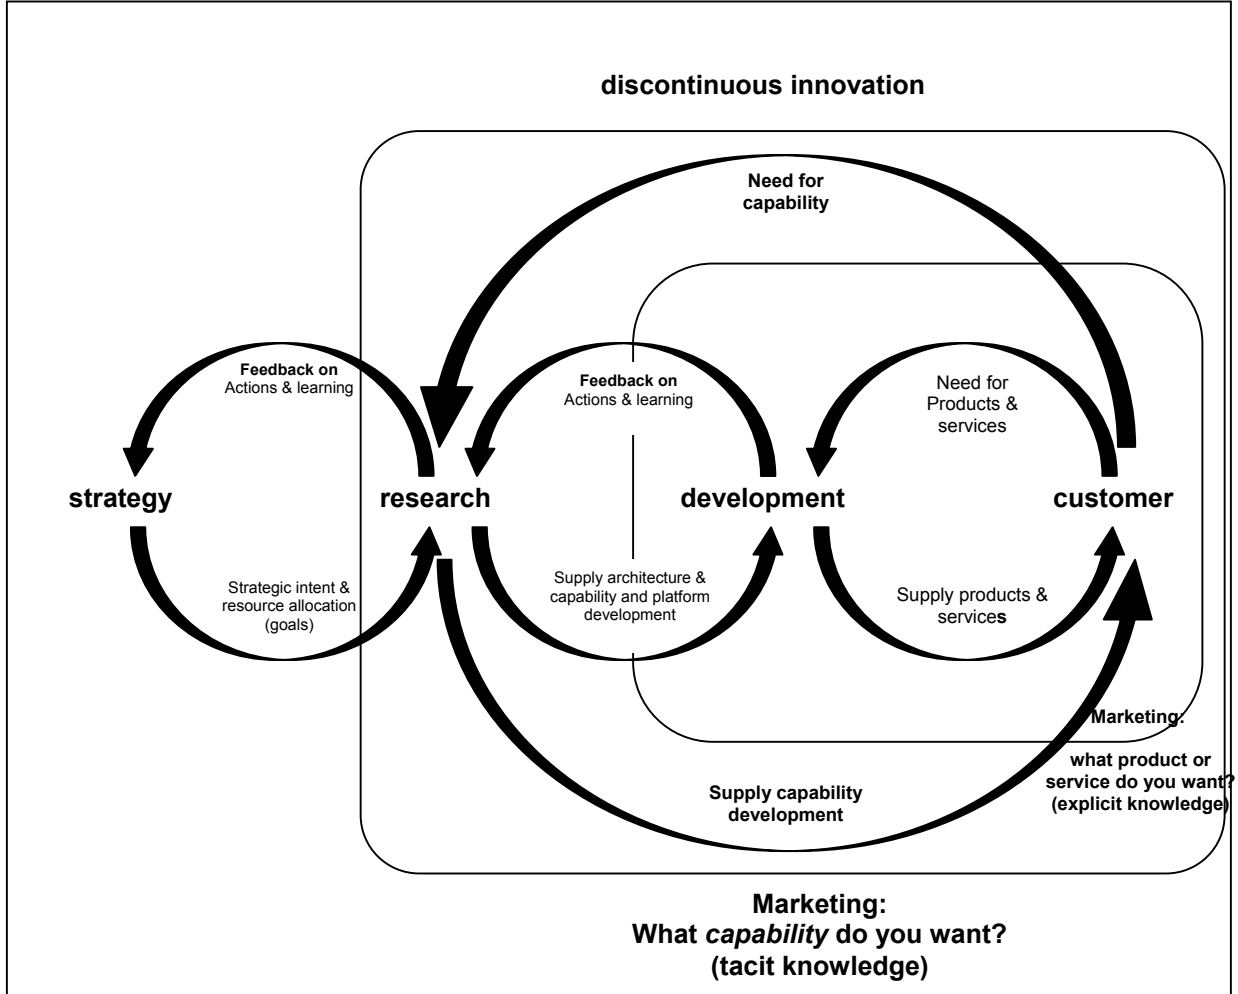 discontinuous innovation
Need for
capability
Feedback on
Actions & learning
Feedback on
Actions & learning
Need for
Products &
services
strategy
research
development
customer
Strategic intent &
resource allocation
(goals)
Supply architecture &
capability and platform
development
Supply products &
services
Marketing:
what product or
service do you want?
(explicit knowledge)
Supply capability
development
Marketing:
What capability do you want?
(tacit knowledge)